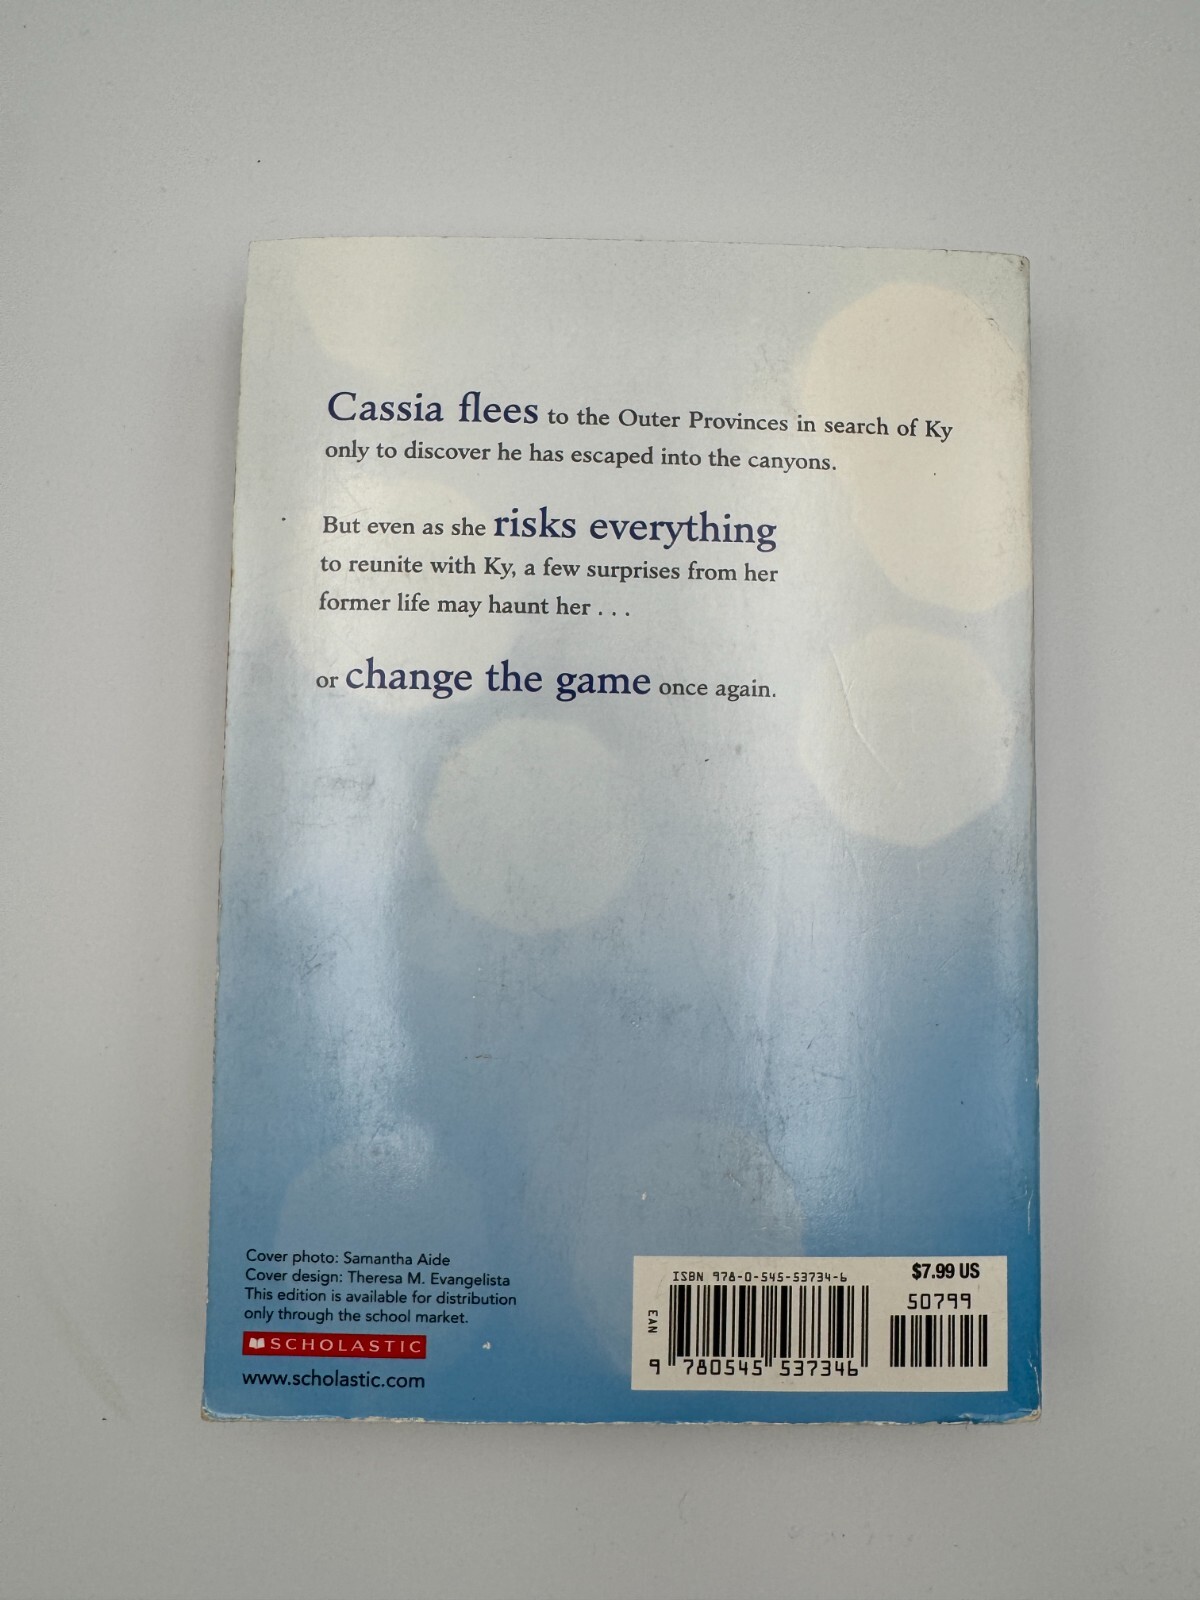 Cassia flees to the Outer Provinces in search of Ky
only to discover he has escaped into the canyons.
But even as she risks everything
to reunite with Ky, a few surprises from her
former life may haunt her . . .
or change the game once again.
Cover photo: Samantha Aide
Cover design: Theresa M. Evangelista
This edition is available for distribution
only through the school market.
SCHOLASTIC
www.scholastic.com
ISBN 978-0-545-53734-6
$7.99 US
50799
EAN
9 780545 537346